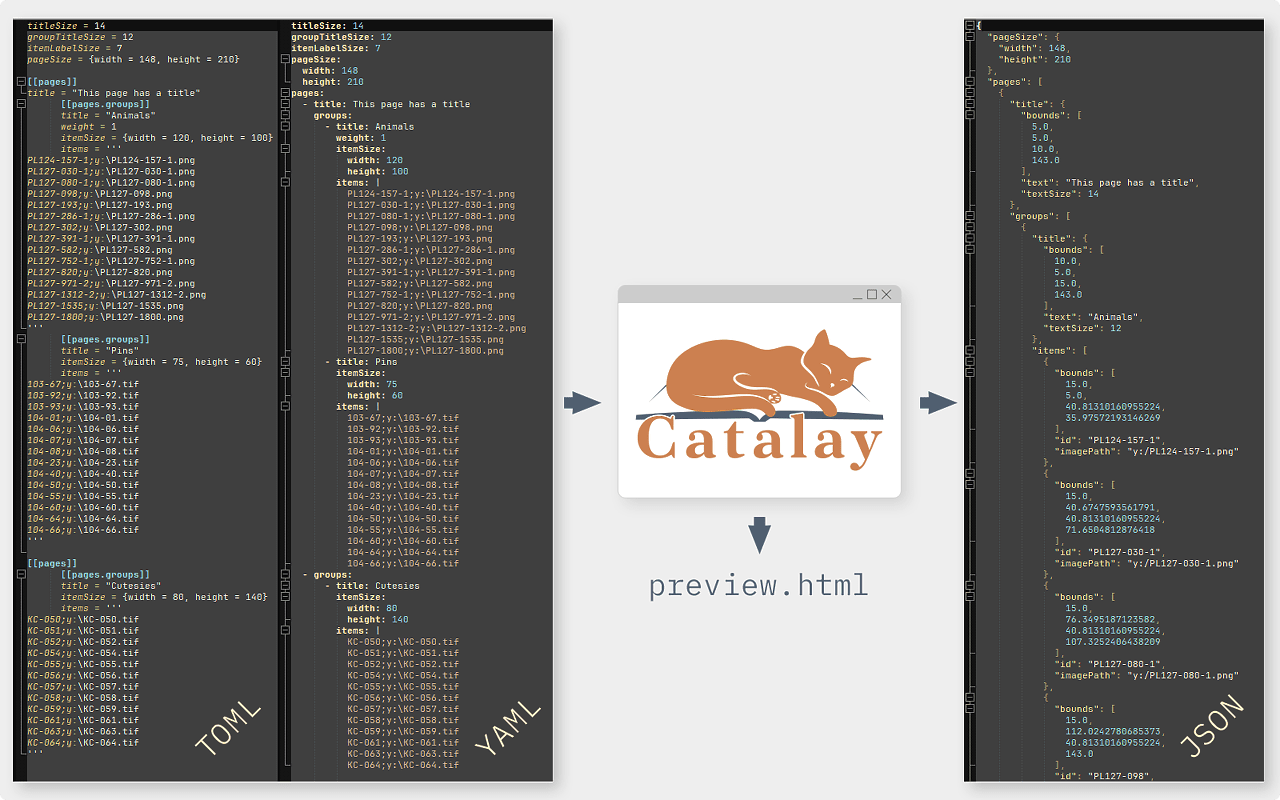 titleSize = 14
groupTitleSize = 12
itemLabelSize = 7
pageSize = {width = 148, height = 210}
[[pages]]
title = "This page has a title"
[[pages.groups]]
title = "Animals"
weight = 1
itemSize = {width = 120, height = 100}
items = '''
PL124-157-1;y:\PL124-157-1.png
PL127-030-1;y:\PL127-030-1.png
PL127-080-1;y:\PL127-080-1.png
PL127-098;y:\PL127-098.png
PL127-193;y:\PL127-193.png
PL127-286-1;y:\PL127-286-1.png
PL127-302;y:\PL127-302.png
PL127-391-1;y:\PL127-391-1.png
PL127-582;y:\PL127-582.png
PL127-752-1;y:\PL127-752-1.png
PL127-820;y:\PL127-820.png
PL127-971-2;y:\PL127-971-2.png
PL127-1312-2;y:\PL127-1312-2.png
PL127-1535;y:\PL127-1535.png
PL127-1800;y:\PL127-1800.png
'''
[[pages.groups]]
title = "Pins"
itemSize = {width = 75, height = 60}
items = '''
103-67;y:\103-67.tif
103-92;y:\103-92.tif
103-93;y:\103-93.tif
104-01;y:\104-01.tif
104-06;y:\104-06.tif
104-07;y:\104-07.tif
104-08;y:\104-08.tif
104-23;y:\104-23.tif
104-40;y:\104-40.tif
104-50;y:\104-50.tif
104-55;y:\104-55.tif
104-60;y:\104-60.tif
104-64;y:\104-64.tif
104-66;y:\104-66.tif
'''
[[pages]]
[[pages.groups]]
title = "Cutesies"
itemSize = {width = 80, height = 140}
items = '''
KC-050;y:\KC-050.tif
KC-051;y:\KC-051.tif
KC-052;y:\KC-052.tif
KC-054;y:\KC-054.tif
KC-055;y:\KC-055.tif
KC-056;y:\KC-056.tif
KC-057;y:\KC-057.tif
KC-058;y:\KC-058.tif
KC-059;y:\KC-059.tif
KC-061;y:\KC-061.tif
KC-063;y:\KC-063.tif
KC-064;y:\KC-064.tif
'''
TOML
titleSize: 14
groupTitleSize: 12
itemLabelSize: 7
pageSize:
width: 148
height: 210
pages:
- title: This page has a title
groups:
- title: Animals
weight: 1
itemSize:
width: 120
height: 100
items: |
PL124-157-1;y:\PL124-157-1.png
PL127-030-1;y:\PL127-030-1.png
PL127-080-1;y:\PL127-080-1.png
PL127-098;y:\PL127-098.png
PL127-193;y:\PL127-193.png
PL127-286-1;y:\PL127-286-1.png
PL127-302;y:\PL127-302.png
PL127-391-1;y:\PL127-391-1.png
PL127-582;y:\PL127-582.png
PL127-752-1;y:\PL127-752-1.png
PL127-820;y:\PL127-820.png
PL127-971-2;y:\PL127-971-2.png
PL127-1312-2;y:\PL127-1312-2.png
PL127-1535;y:\PL127-1535.png
PL127-1800;y:\PL127-1800.png
- title: Pins
itemSize:
width: 75
height: 60
items: |
103-67;y:\103-67.tif
103-92;y:\103-92.tif
103-93;y:\103-93.tif
104-01;y:\104-01.tif
104-06;y:\104-06.tif
104-07;y:\104-07.tif
104-08;y:\104-08.tif
104-23;y:\104-23.tif
104-40;y:\104-40.tif
104-50;y:\104-50.tif
104-55;y:\104-55.tif
104-60;y:\104-60.tif
104-64;y:\104-64.tif
104-66;y:\104-66.tif
- groups:
- title: Cutesies
itemSize:
width: 80
height: 140
items: |
KC-050;y:\KC-050.tif
KC-051;y:\KC-051.tif
KC-052;y:\KC-052.tif
KC-054;y:\KC-054.tif
KC-055;y:\KC-055.tif
KC-056;y:\KC-056.tif
KC-057;y:\KC-057.tif
KC-058;y:\KC-058.tif
KC-059;y:\KC-059.tif
KC-061;y:\KC-061.tif
KC-063;y:\KC-063.tif
KC-064;y:\KC-064.tif
YAML
Catalay
preview.html
{
"pageSize": {
"width": 148,
"height": 210
},
"pages": [
{
"title": {
"bounds": [
5.0,
5.0,
10.0,
143.0
],
"text": "This page has a title",
"textSize": 14
},
"groups": [
{
"title": {
"bounds": [
10.0,
5.0,
15.0,
143.0
],
"text": "Animals",
"textSize": 12
},
"items": [
{
"bounds": [
15.0,
5.0,
40.81310160955224,
35.97572193146269
],
"id": "PL124-157-1",
"imagePath": "y:/PL124-157-1.png"
},
{
"bounds": [
15.0,
40.6747593561791,
40.81310160955224,
71.6504812876418
],
"id": "PL127-030-1",
"imagePath": "y:/PL127-030-1.png"
},
{
"bounds": [
15.0,
76.3495187123582,
40.81310160955224,
107.3252406438209
],
"id": "PL127-080-1",
"imagePath": "y:/PL127-080-1.png"
},
{
"bounds": [
15.0,
112.0242780685373,
40.81310160955224,
143.0
],
"id": "PL127-098",
JSON